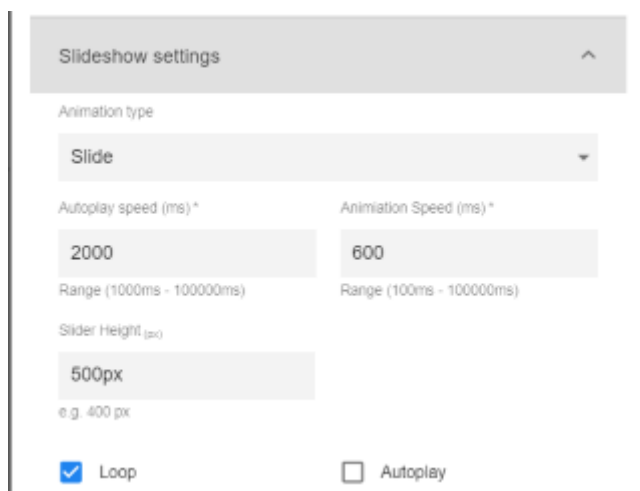 Slideshow settings
Animation type
Slide
Autoplay speed (ms) *
Animiation Speed (ms) *
2000
600
Range (1000ms - 100000ms)
Range (100ms - 100000ms)
Slider Height (px)
500px
e.g. 400 px
Loop
Autoplay